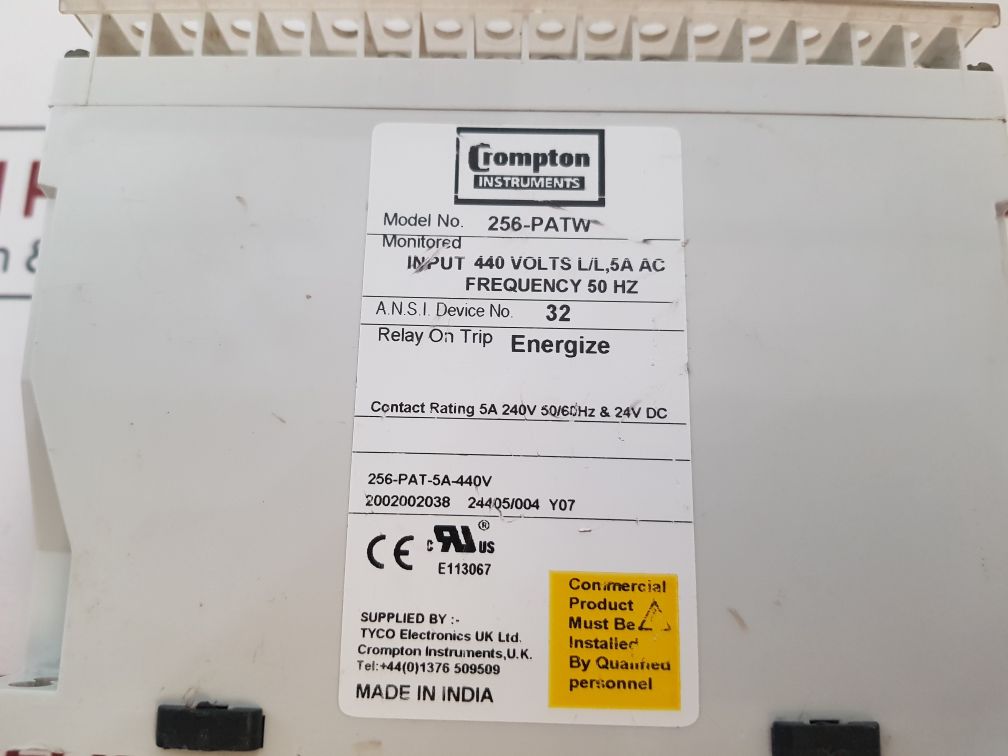 Crompton
INSTRUMENTS
Model No. 256-PATW
Monitored
INPUT 440 VOLTS L/L,5A AC
FREQUENCY 50 HZ
A.N.S.I. Device No. 32
Relay On Trip Energize
Contact Rating 5A 240V 50/60Hz & 24V DC
256-PAT-5A-440V
2002002038 24405/004 Y07
CE c RU ® US
E113067
SUPPLIED BY :-
TYCO Electronics UK Ltd.
Crompton Instruments,U.K.
Tel:+44(0)1376 509509
MADE IN INDIA
Commercial
Product
Must Be
Installed
By Qualified
personnel